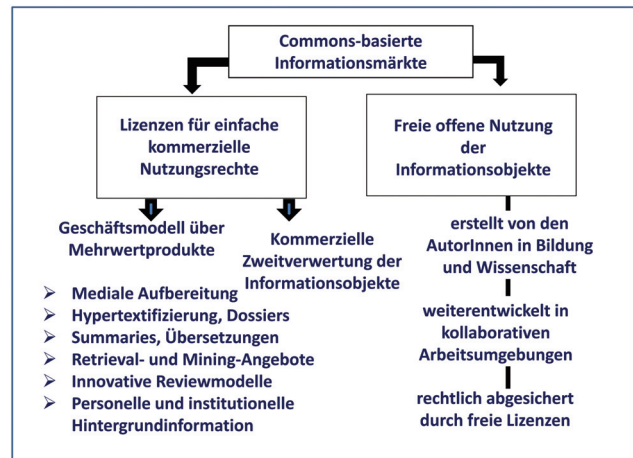 Commons-basierte
Informationsmärkte
Lizenzen für einfache
kommerzielle
Nutzungsrechte
Freie offene Nutzung
der
Informationsobjekte
Geschäftsmodell über
Mehrwertprodukte
Kommerzielle
Zweitverwertung der
Informationsobjekte
➢ Mediale Aufbereitung
➢ Hypertextifizierung, Dossiers
➢ Summaries, Übersetzungen
➢ Retrieval- und Mining-Angebote
➢ Innovative Reviewmodelle
➢ Personelle und institutionelle
Hintergrundinformation
erstellt von den
AutorInnen in Bildung
und Wissenschaft
weiterentwickelt in
kollaborativen
Arbeitsumgebungen
rechtlich abgesichert
durch freie Lizenzen